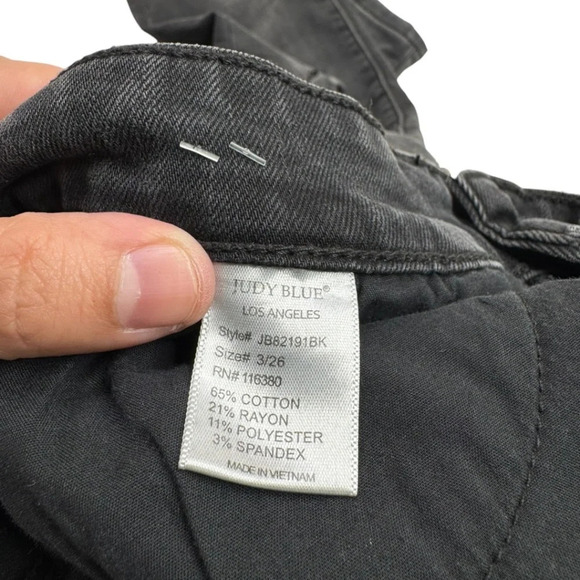 JUDY BLUE®
LOS ANGELES
Style# JB82191BK
Size# 3/26
RN# 116380
65% COTTON
21% RAYON
11% POLYESTER
3% SPANDEX
MADE IN VIETNAM